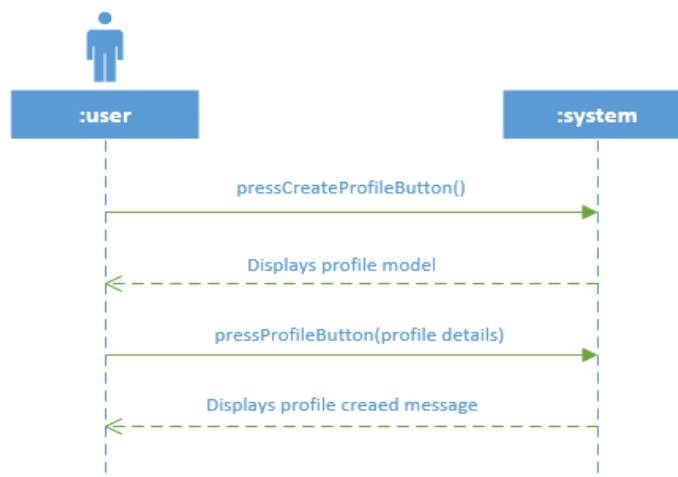 :user
:system
pressCreateProfileButton()
Displays profile model
pressProfileButton(profile details)
Displays profile creaed message